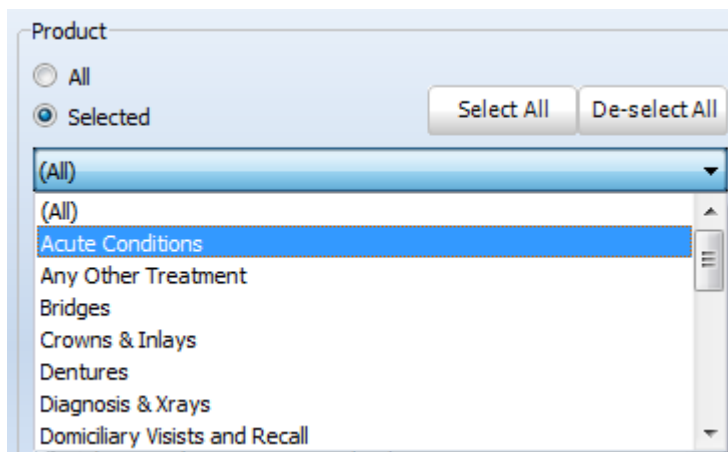 Product
All
Selected
Select All
De-select All
(All)
(All)
Acute Conditions
Any Other Treatment
Bridges
Crowns & Inlays
Dentures
Diagnosis & Xrays
Domiciliary Visists and Recall